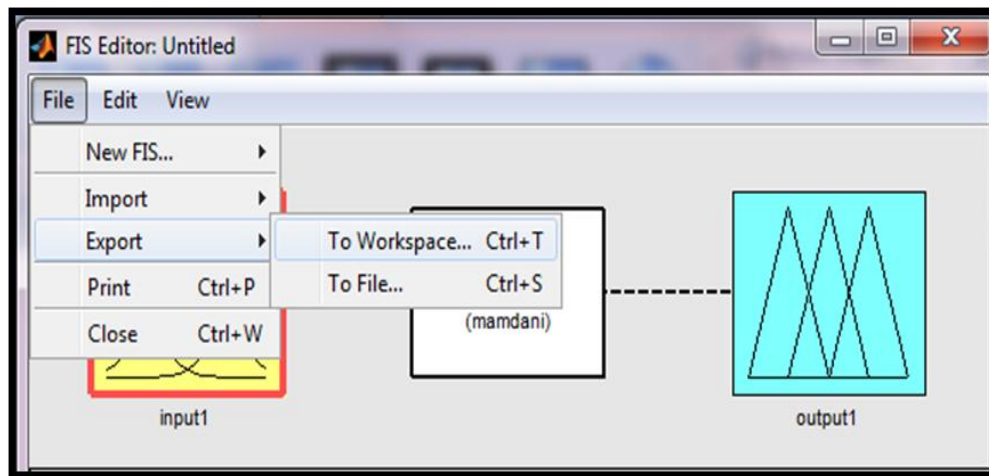 FIS Editor: Untitled
File Edit View
New FIS...
Import
Export
Print Ctrl+P
Close Ctrl+W
To Workspace... Ctrl+T
To File... Ctrl+S
(mamdani)
input1
output1